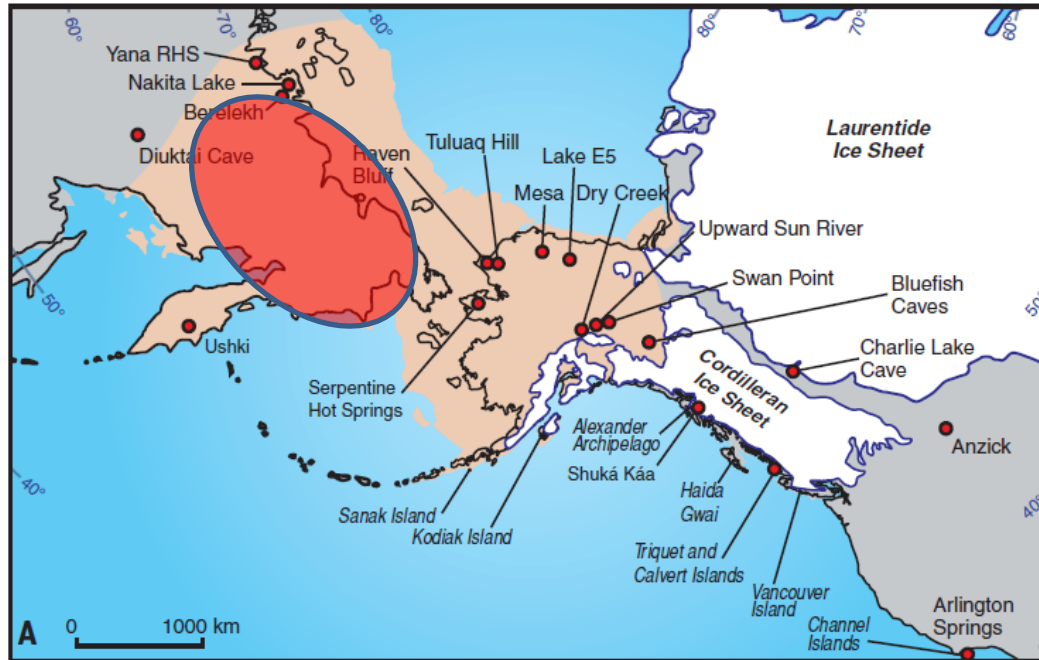 60°
70°
80°
80°
70°
60°
Yana RHS
Nakita Lake
Berelekh
Diuktai Cave
Raven
Bluff
Tuluaq Hill
Lake E5
Mesa
Dry Creek
Laurentide
Ice Sheet
Upward Sun River
Swan Point
Bluefish
Caves
50°
50°
Ushki
Charlie Lake
Cave
Serpentine
Hot Springs
Cordilleran
Ice Sheet
Alexander
Archipelago
Anzick
Shuká Káa
40°
40°
Haida
Gwai
Sanak Island
Kodiak Island
Triquet and
Calvert Islands
Vancouver
Island
Arlington
Springs
Channel
Islands
A
0 1000 km